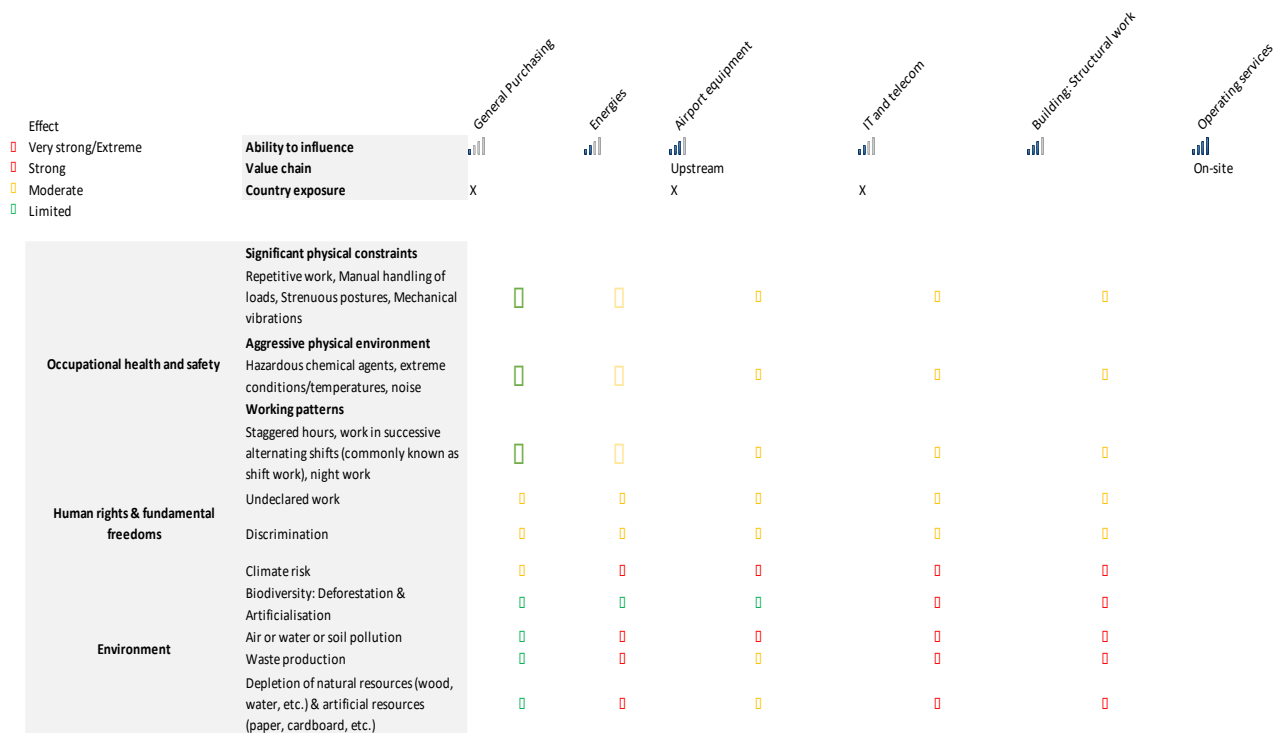 General Purchasing
Energies
Airport equipment
IT and telecom
Building: Structural work
Operating services
Effect
Very strong/Extreme
Ability to influence
Strong
Value chain
Upstream
On-site
Moderate
Country exposure
X
X
X
Limited
Occupational health and safety
Significant physical constraints
Repetitive work, Manual handling of
loads, Strenuous postures, Mechanical
vibrations
Aggressive physical environment
Hazardous chemical agents, extreme
conditions/temperatures, noise
Working patterns
Staggered hours, work in successive
alternating shifts (commonly known as
shift work), night work
Human rights & fundamental
freedoms
Undeclared work
Discrimination
Environment
Climate risk
Biodiversity: Deforestation &
Artificialisation
Air or water or soil pollution
Waste production
Depletion of natural resources (wood,
water, etc.) & artificial resources
(paper, cardboard, etc.)